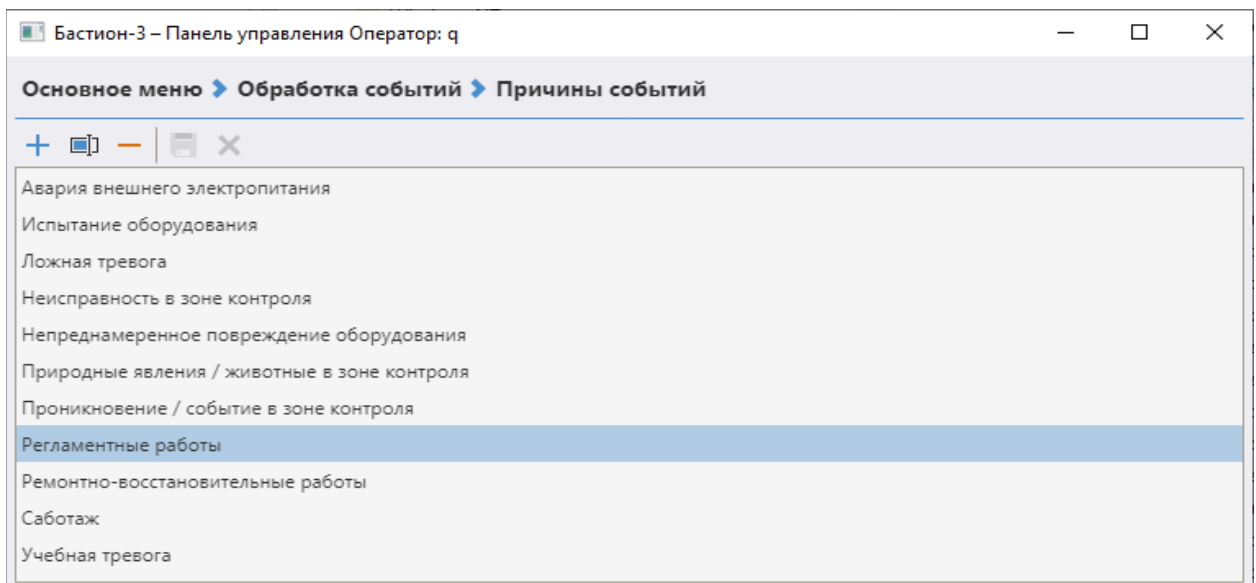 Бастион-3 – Панель управления Оператор: q
Основное меню Обработка событий Причины событий
Авария внешнего электропитания
Испытание оборудования
Ложная тревога
Неисправность в зоне контроля
Непреднамеренное повреждение оборудования
Природные явления / животные в зоне контроля
Проникновение / событие в зоне контроля
Регламентные работы
Ремонтно-восстановительные работы
Саботаж
Учебная тревога